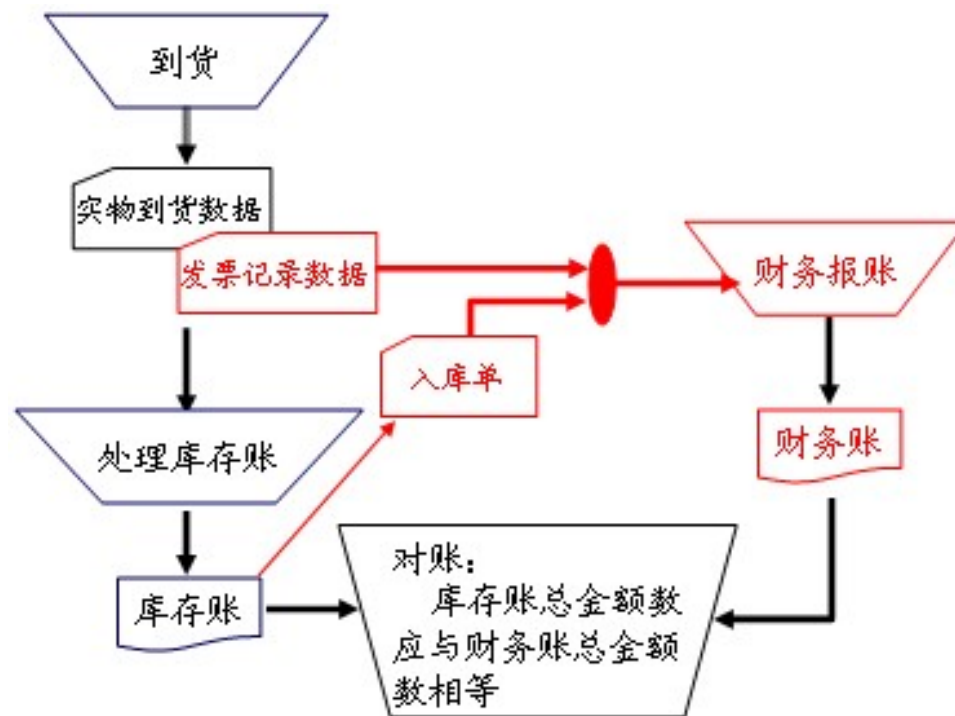 到货
实物到货数据
发票记录数据
财务报账
入库单
处理库存账
财务账
库存账
对账：
库存账总金额数
应与财务账总金额
数相等